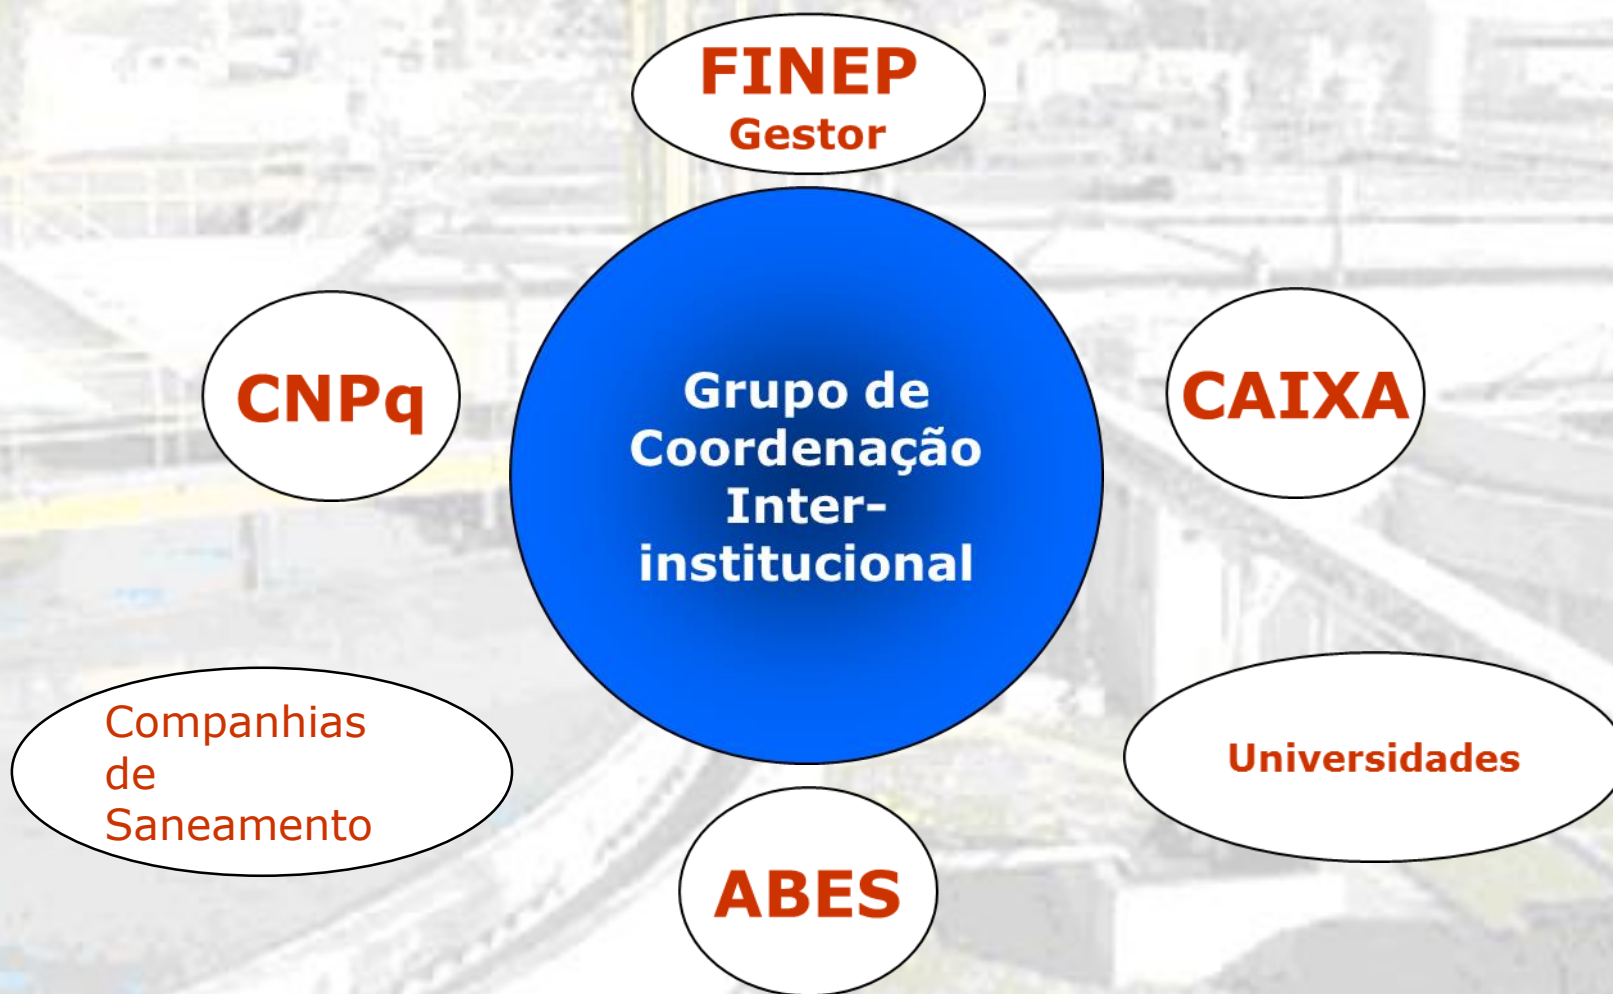 FINEP
Gestor
CNPq
Grupo de
Coordenação
Inter-
institucional
CAIXA
Companhias
de
Saneamento
Universidades
ABES